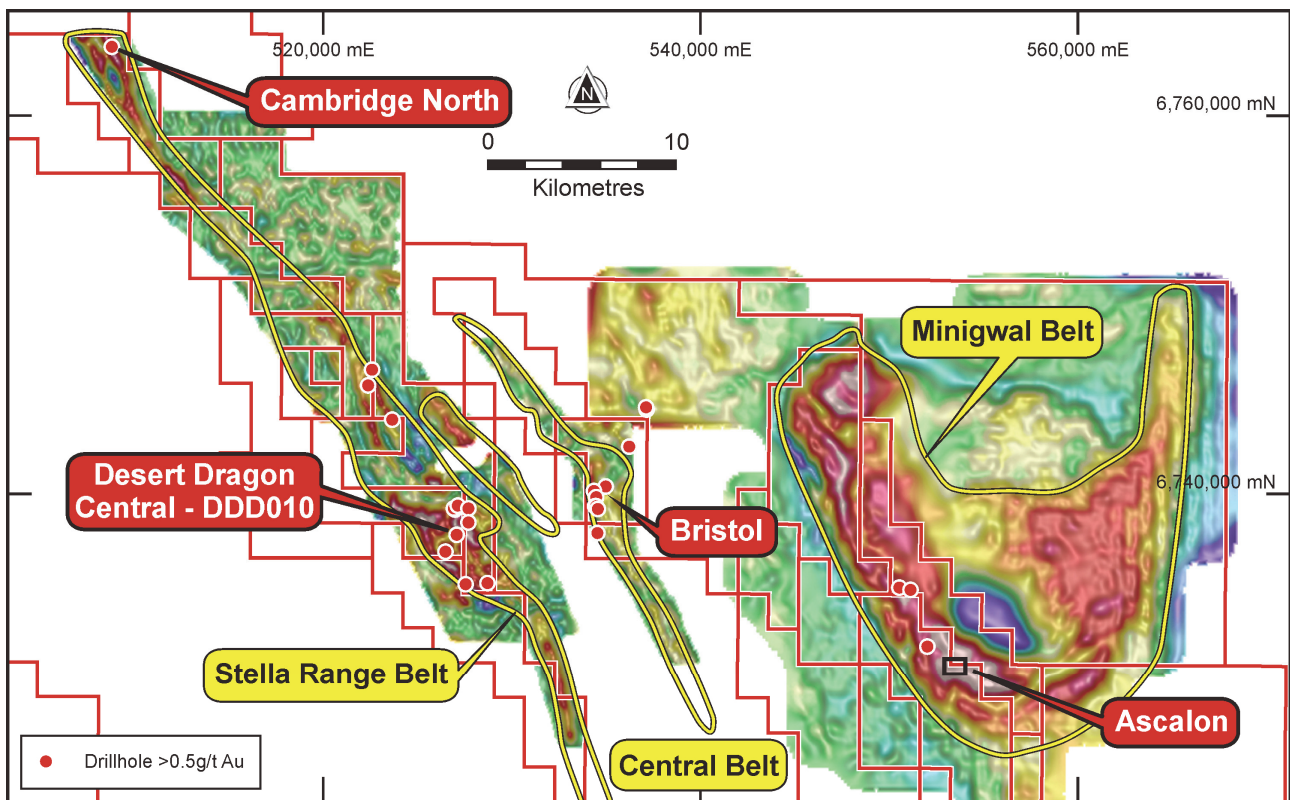 520,000 mE
540,000 mE
560,000 mE
Cambridge North
N
6,760,000 mN
0 10
Kilometres
Minigwal Belt
Desert Dragon
Central - DDD010
6,740,000 mN
Bristol
Stella Range Belt
Ascalon
Central Belt
Drillhole >0.5g/t Au